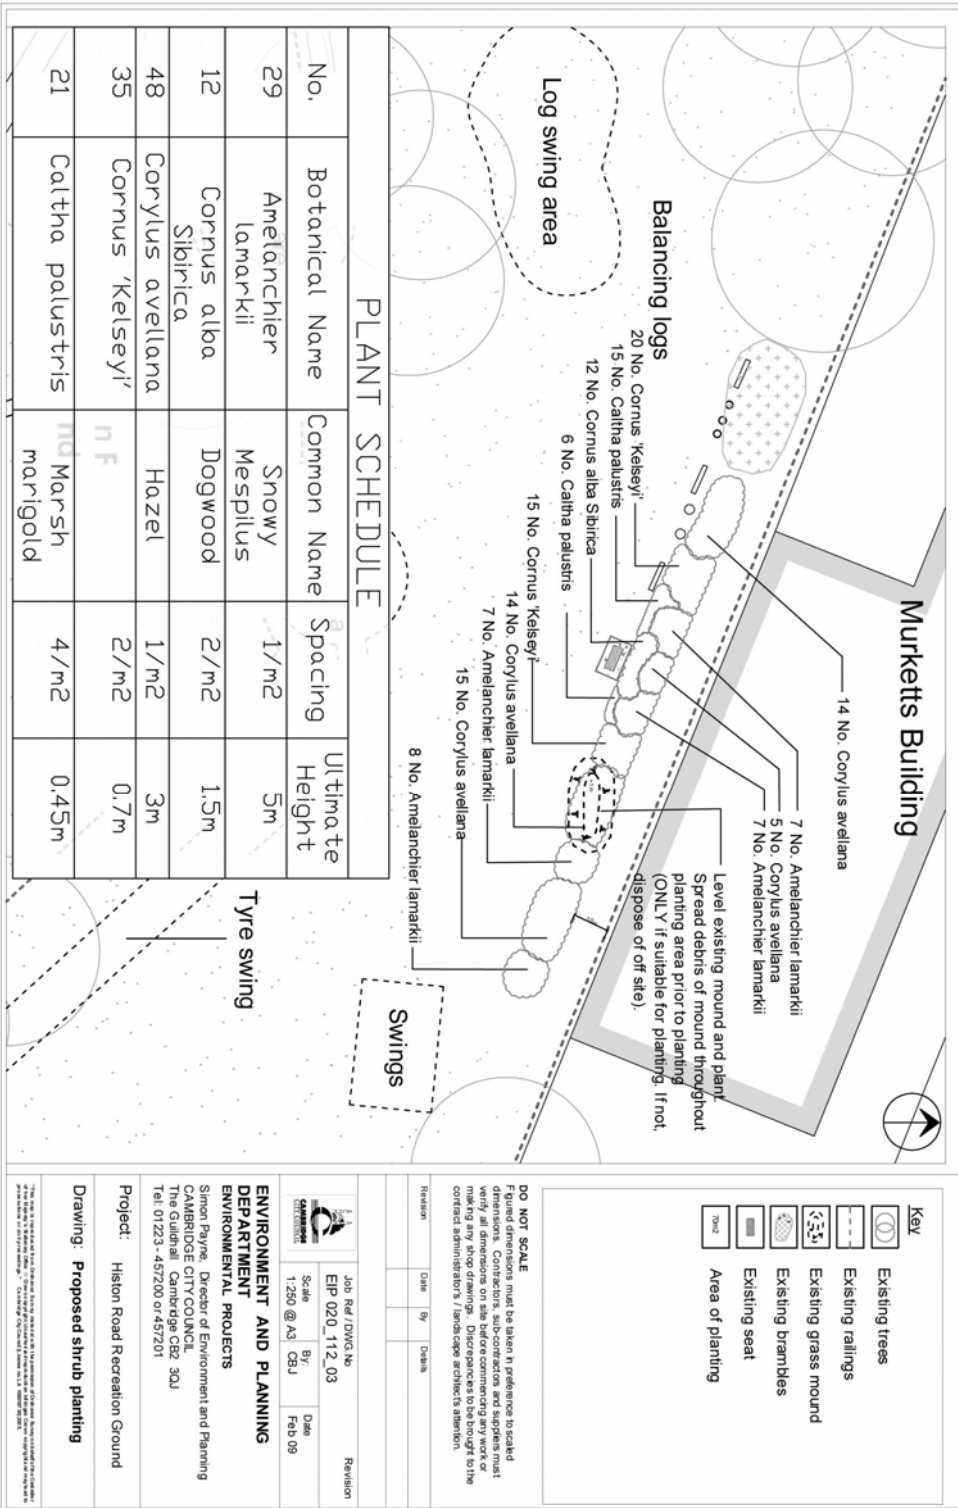 Murketts Building
Log swing area
Balancing logs
14 No. Corylus avellana
7 No. Amelanchier lamarkii
5 No. Corylus avellana
7 No. Amelanchier lamarkii
Level existing mound and plant.
Spread debris of mound throughout
planting area prior to planting
(ONLY if suitable for planting. If not,
dispose of off site).
20 No. Cornus 'Kelseyi'
15 No. Caltha palustris
12 No. Cornus alba Sibirica
6 No. Caltha palustris
15 No. Cornus 'Kelseyi'
14 No. Corylus avellana
7 No. Amelanchier lamarkii
15 No. Corylus avellana
8 No. Amelanchier lamarkii
Swings
Tyre swing
PLANT SCHEDULE
No. Botanical Name Common Name Spacing Ultimate Height
29 Amelanchier lamarkii Snowy Mespilus 1/m2 5m
12 Cornus alba Sibirica Dogwood 2/m2 1.5m
48 Corylus avellana Hazel 1/m2 3m
35 Cornus 'Kelseyi' 2/m2 0.7m
21 Caltha palustris Marsh marigold 4/m2 0.45m
Key
Existing trees
Existing railings
Existing grass mound
Existing brambles
Existing seat
70m2 Area of planting
DO NOT SCALE
Figured dimensions must be taken in preference to scaled
dimensions. Contractors, sub-contractors and suppliers must
verify all dimensions on site before commencing any work or
making any shop drawings. Discrepancies to be brought to the
contract administrator's / landscape architect's attention.
Revision Date By Details
CAMBRIDGE
CITY COUNCIL
Job Ref / DWG.No Revision
EIP 020_112_03
Scale By: Date
1:250 @ A3 CBJ Feb 09
ENVIRONMENT AND PLANNING
DEPARTMENT
ENVIRONMENTAL PROJECTS
Simon Payne, Director of Environment and Planning
CAMBRIDGE CITY COUNCIL
The Guildhall Cambridge CB2 3QJ
Tel: 01223 - 457200 or 457201
Project: Histon Road Recreation Ground
Drawing: Proposed shrub planting